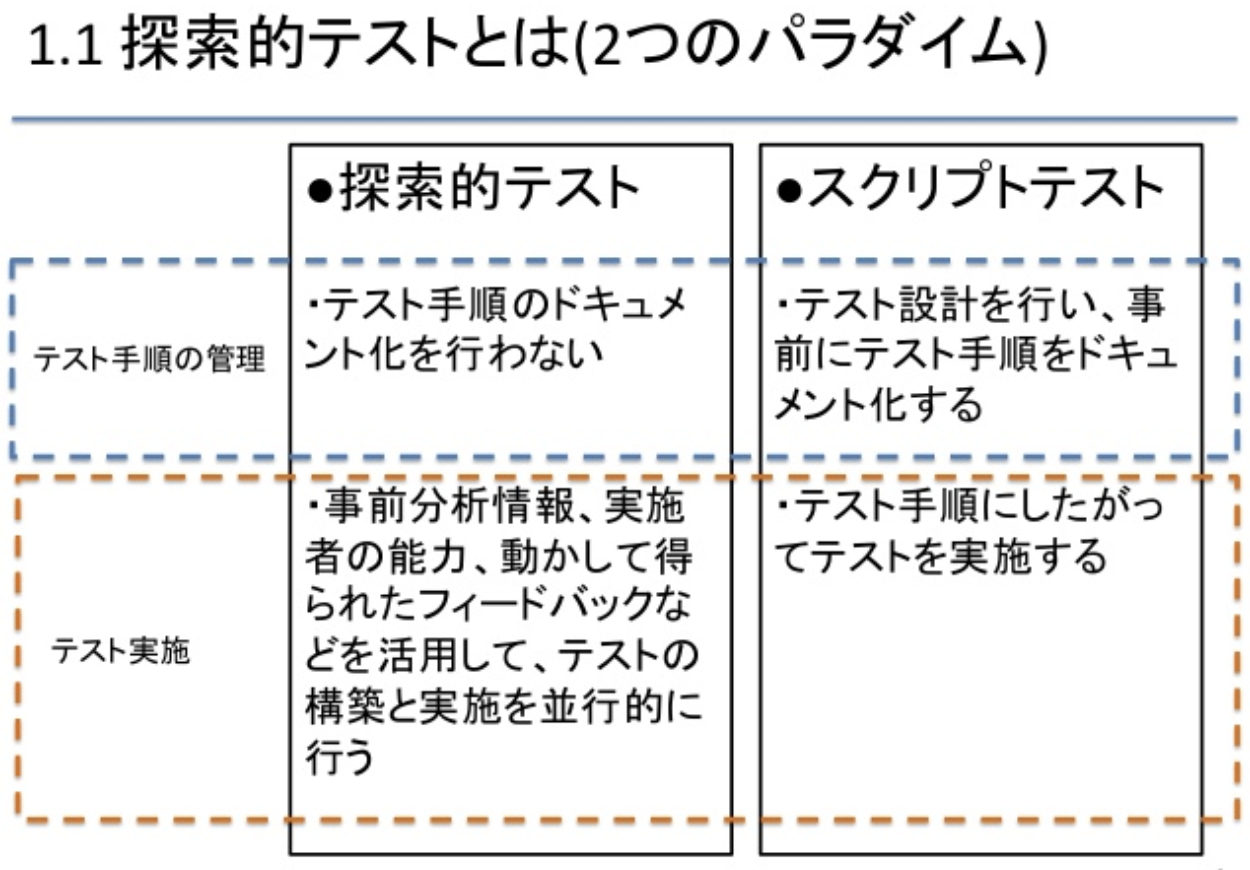 1.1 探索的テストとは(2つのパラダイム)
●探索的テスト
●スクリプトテスト
テスト手順の管理
・テスト手順のドキュメ
ント化を行わない
・テスト設計を行い、事
前にテスト手順をドキュ
メント化する
テスト実施
・事前分析情報、実施
者の能力、動かして得
られたフィードバックな
どを活用して、テストの
構築と実施を並行的に
行う
・テスト手順にしたがっ
てテストを実施する